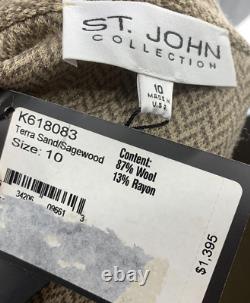 ST. JOHN
COLLECTION
10
MADE IN
U.S.A
K618083
Terra Sand/Sagewood
Size: 10
Content:
87% Wool
13% Rayon
$1,395